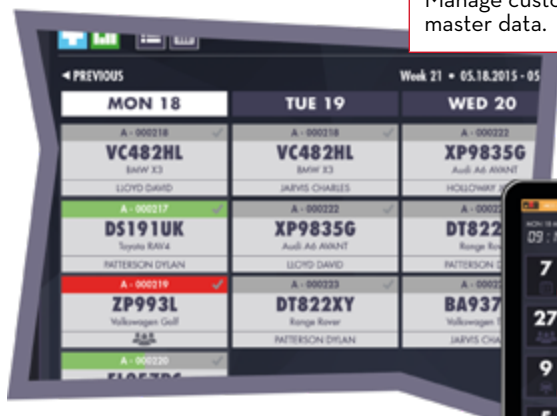 Manage custo
master data.
◄ PREVIOUS
Week 21 • 05.18.2015 - 05
MON 18
TUE 19
WED 20
A - 000218
A - 000218
A - 000222
VC482HL
VC482HL
XP9835G
BMW X3
BMW X3
Audi A6 AVANT
LLOYD DAVID
JARVIS CHARLES
HOLLOWAY
A - 000217
A - 000222
A - 0002
DS191UK
XP9835G
DT822
Toyota RAV4
Audi A6 AVANT
Range Ro
PATTERSON DYLAN
LLOYD DAVID
PATTERSON D
A - 000219
A - 000223
A - 000
ZP993L
DT822XY
BA937
Volkswagen Golf
Range Rover
Volkswagen
PATTERSON DYLAN
JARVIS CHA
A - 000220
09:1
7
27
9